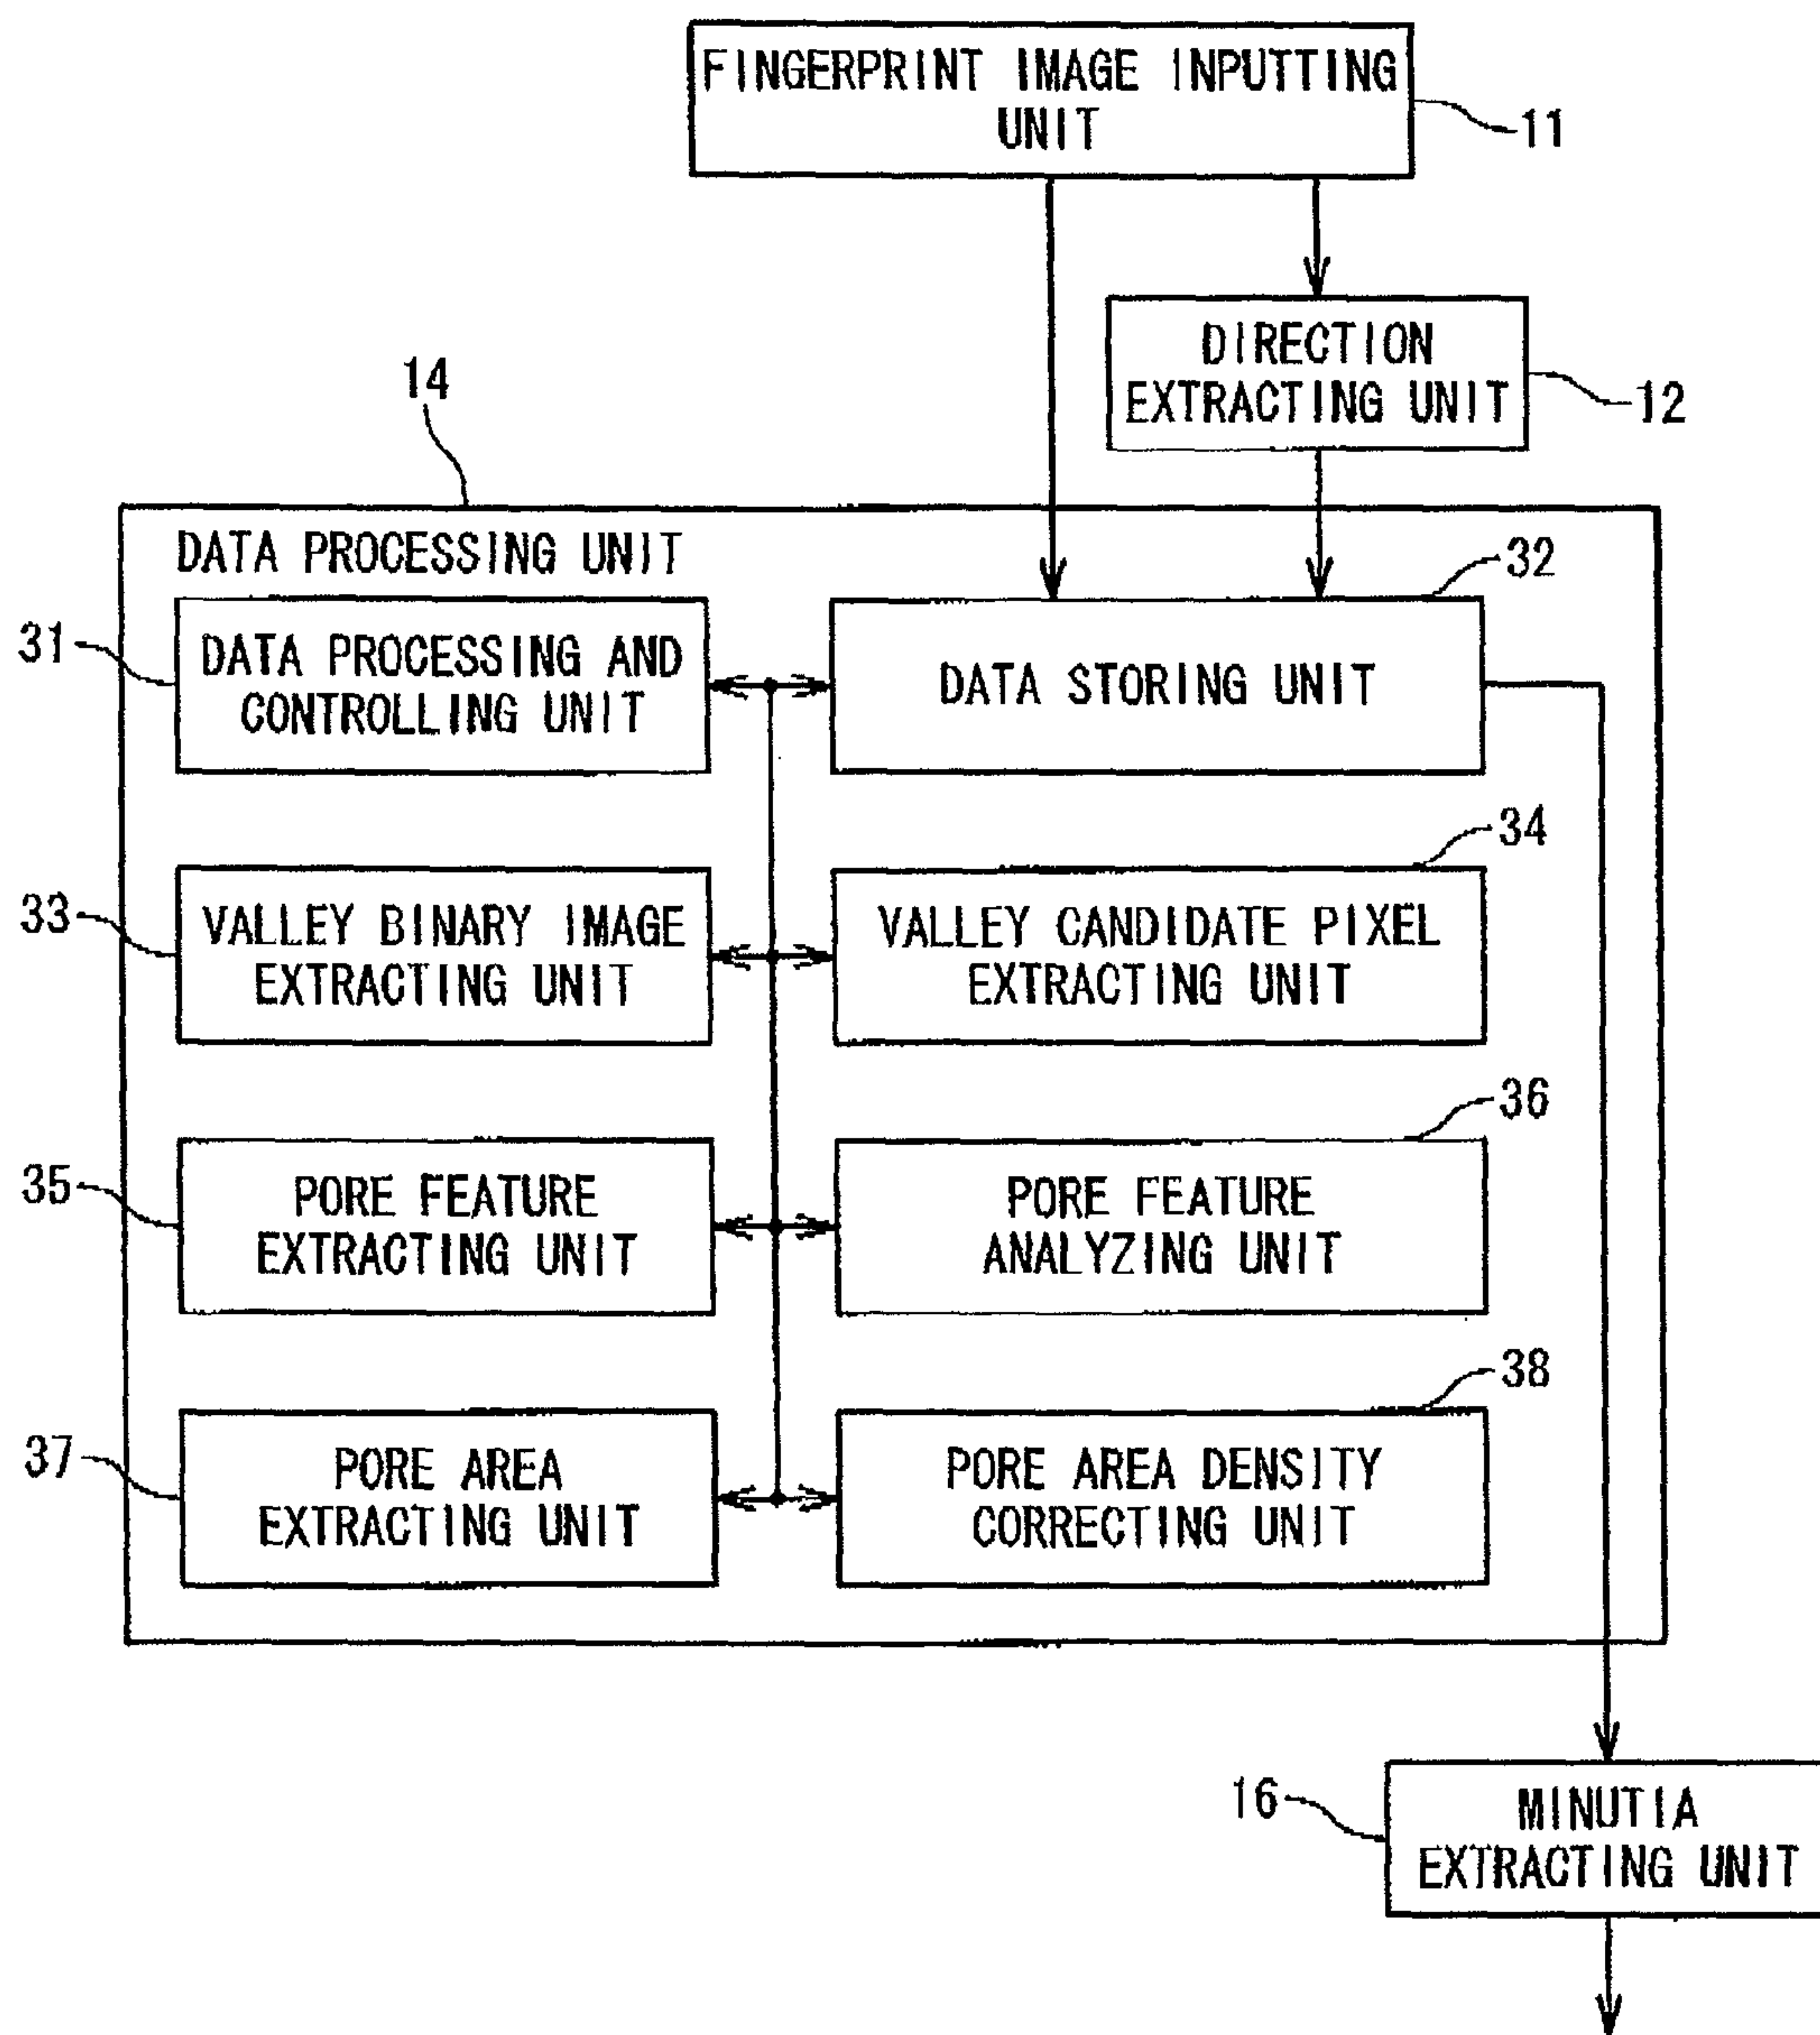 FINGERPRINT IMAGE INPUTTING
UNIT
11
DIRECTION
EXTRACTING UNIT
12
14
DATA PROCESSING UNIT
32
31
DATA PROCESSING AND
CONTROLLING UNIT
DATA STORING UNIT
34
33
VALLEY BINARY IMAGE
EXTRACTING UNIT
VALLEY CANDIDATE PIXEL
EXTRACTING UNIT
36
35
PORE FEATURE
EXTRACTING UNIT
PORE FEATURE
ANALYZING UNIT
38
37
PORE AREA
EXTRACTING UNIT
PORE AREA DENSITY
CORRECTING UNIT
16
MINUTIA
EXTRACTING UNIT